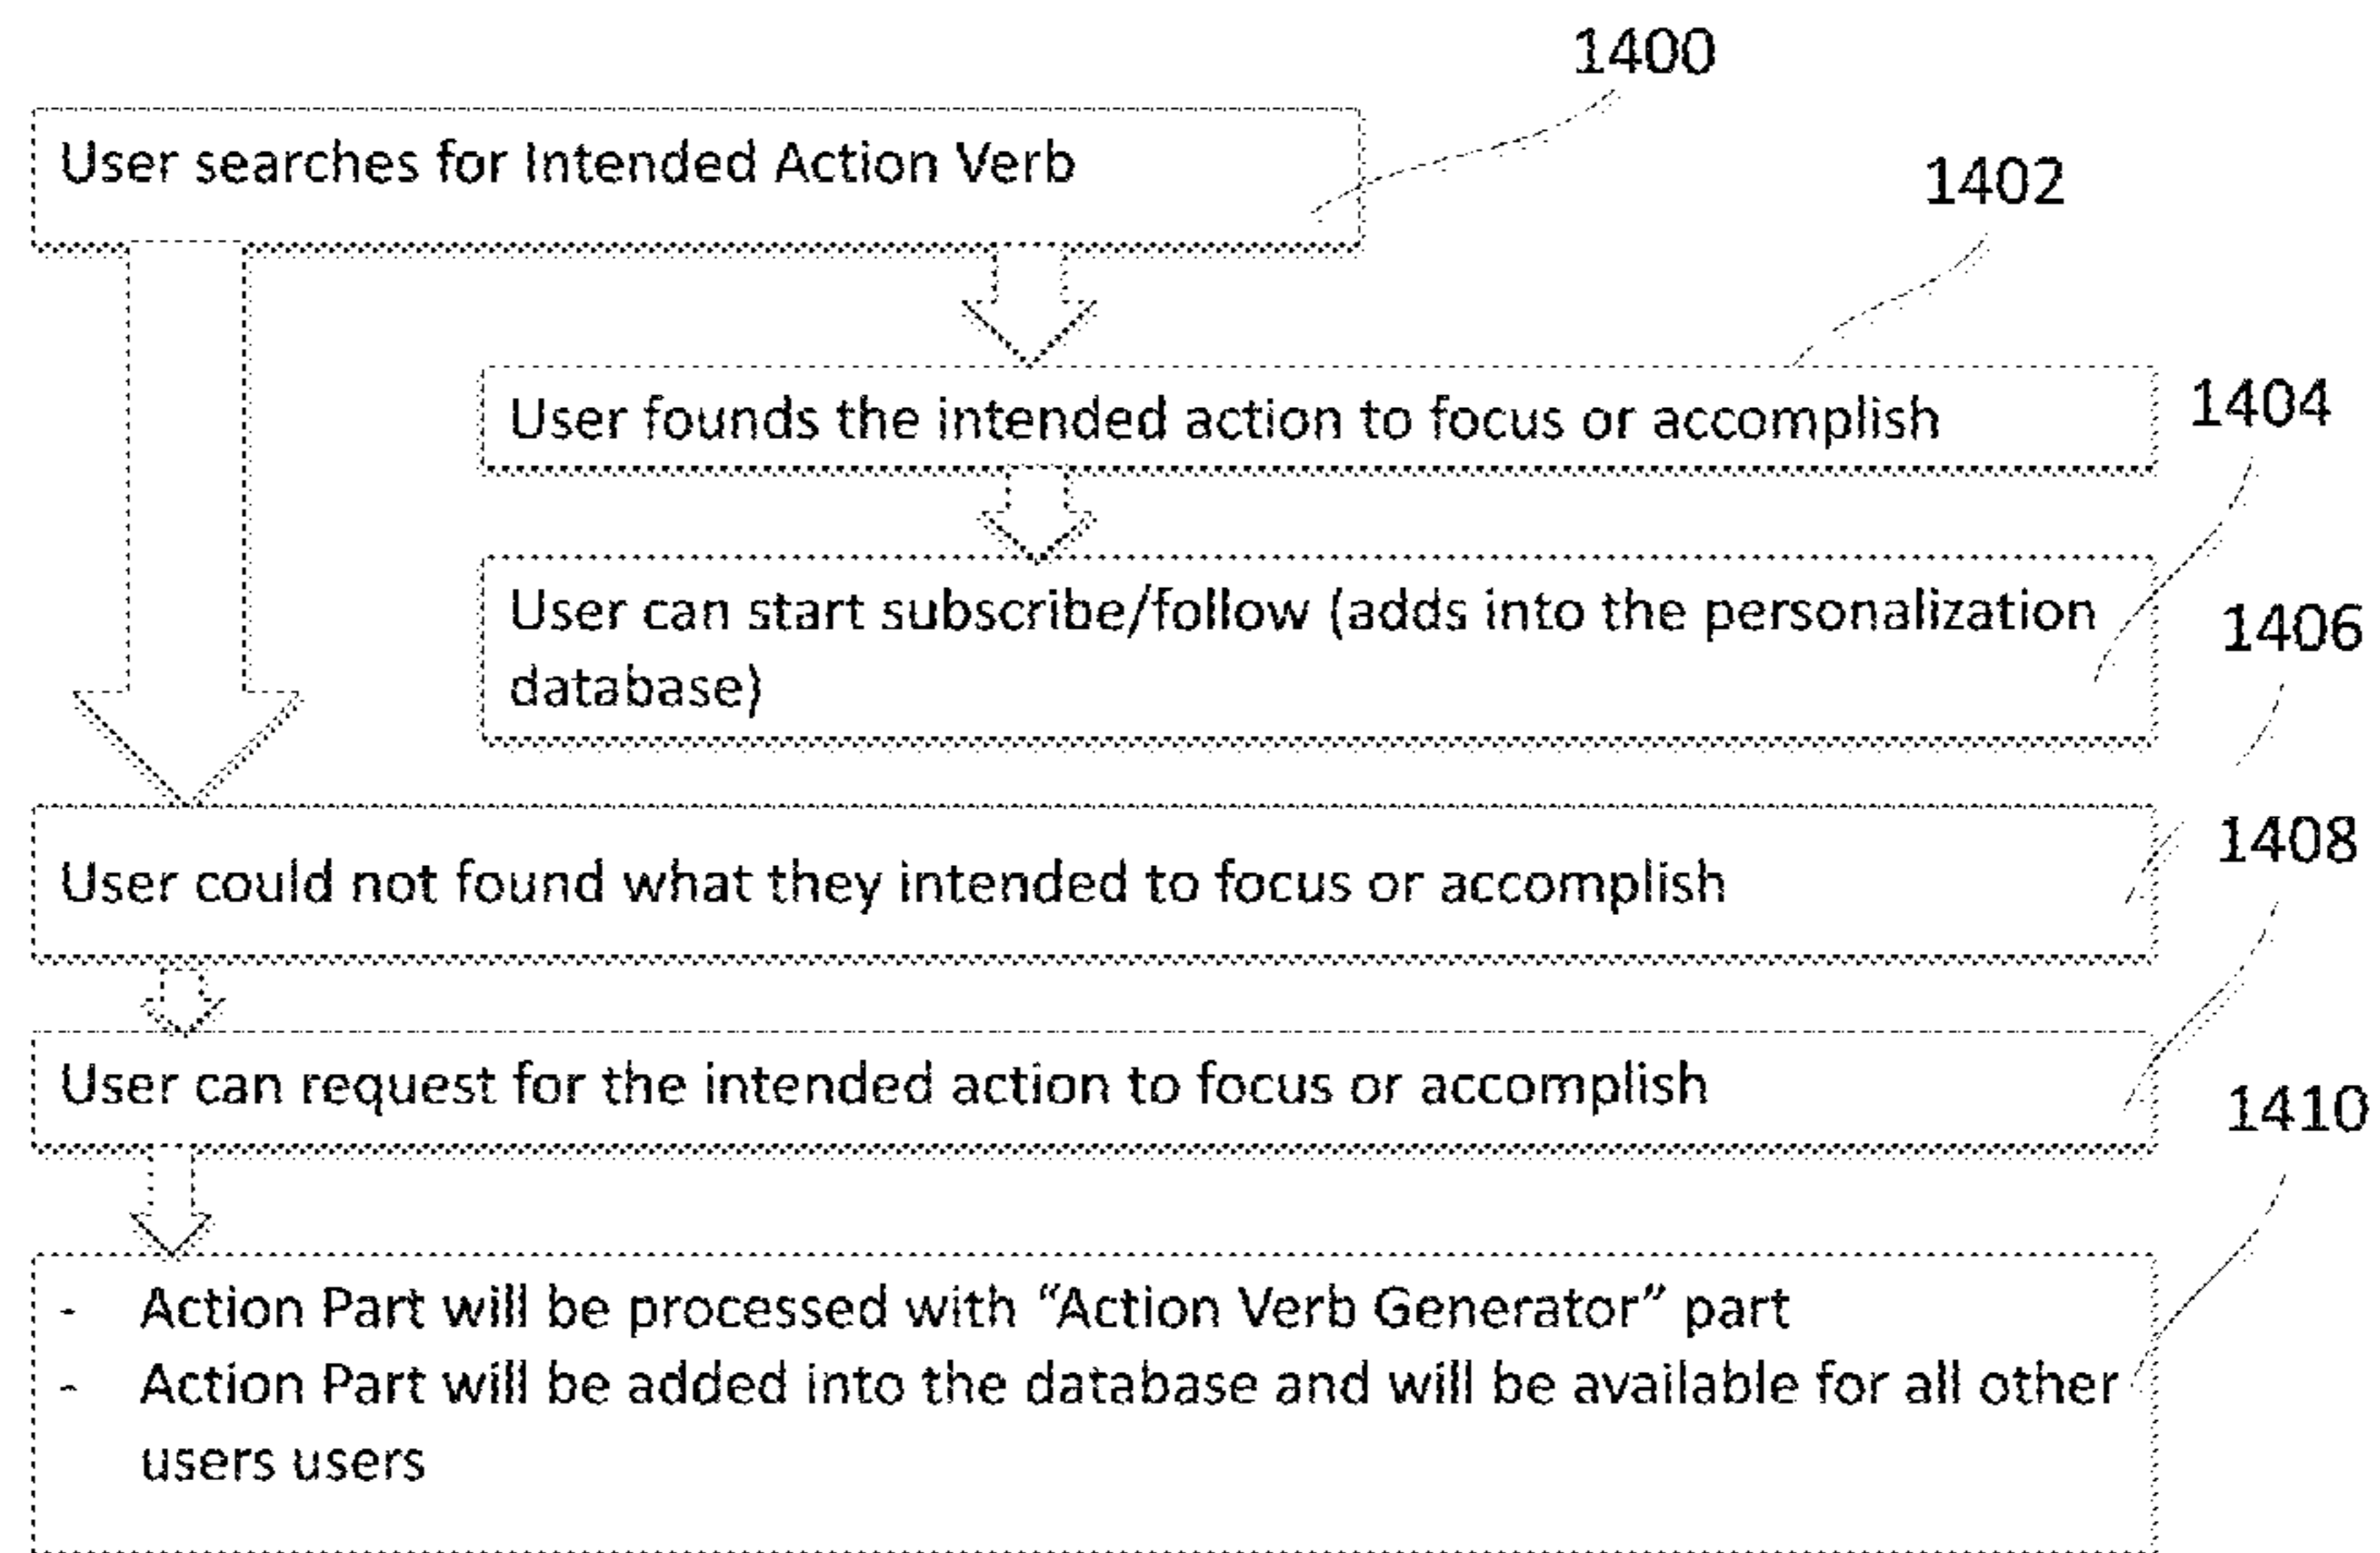 1400
User searches for Intended Action Verb
1402
User founds the intended action to focus or accomplish
1404
User can start subscribe/follow (adds into the personalization
database)
1406
User could not found what they intended to focus or accomplish
1408
User can request for the intended action to focus or accomplish
1410
- Action Part will be processed with “Action Verb Generator” part
- Action Part will be added into the database and will be available for all other
users users